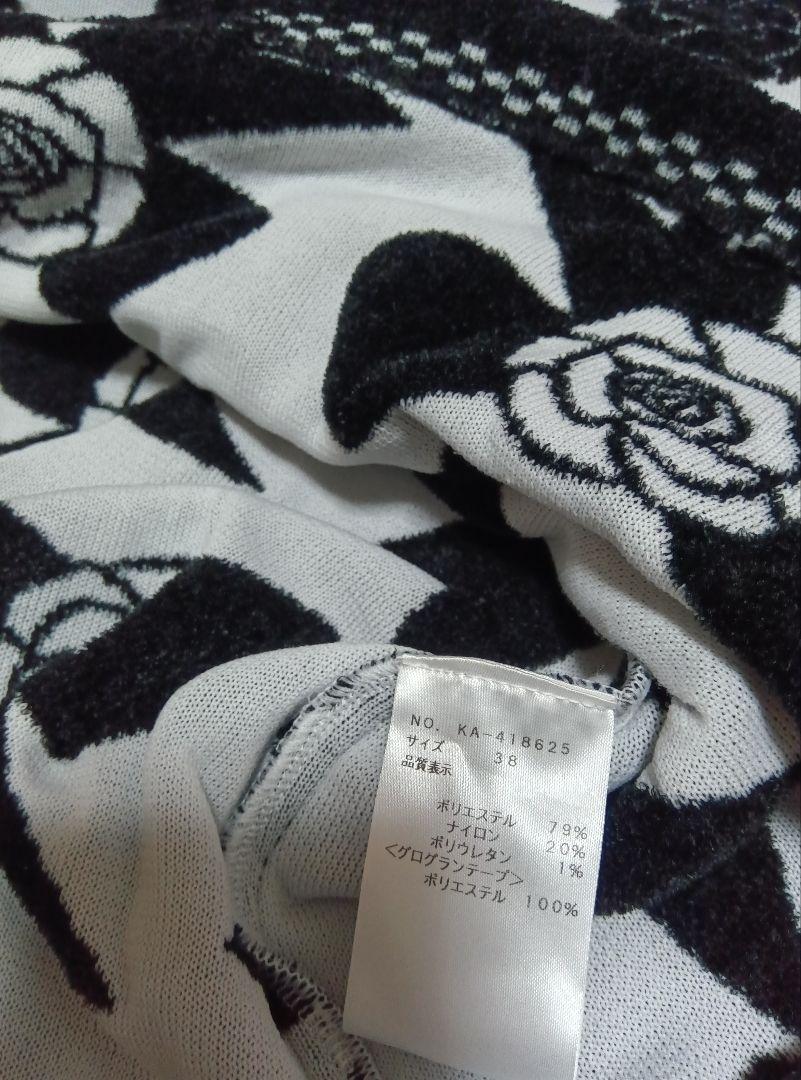 NO. KA-418625
サイズ 38
品質表示
ポリエステル 79%
ナイロン 20%
ポリウレタン 1%
<グログランテープ>
ポリエステル 100%